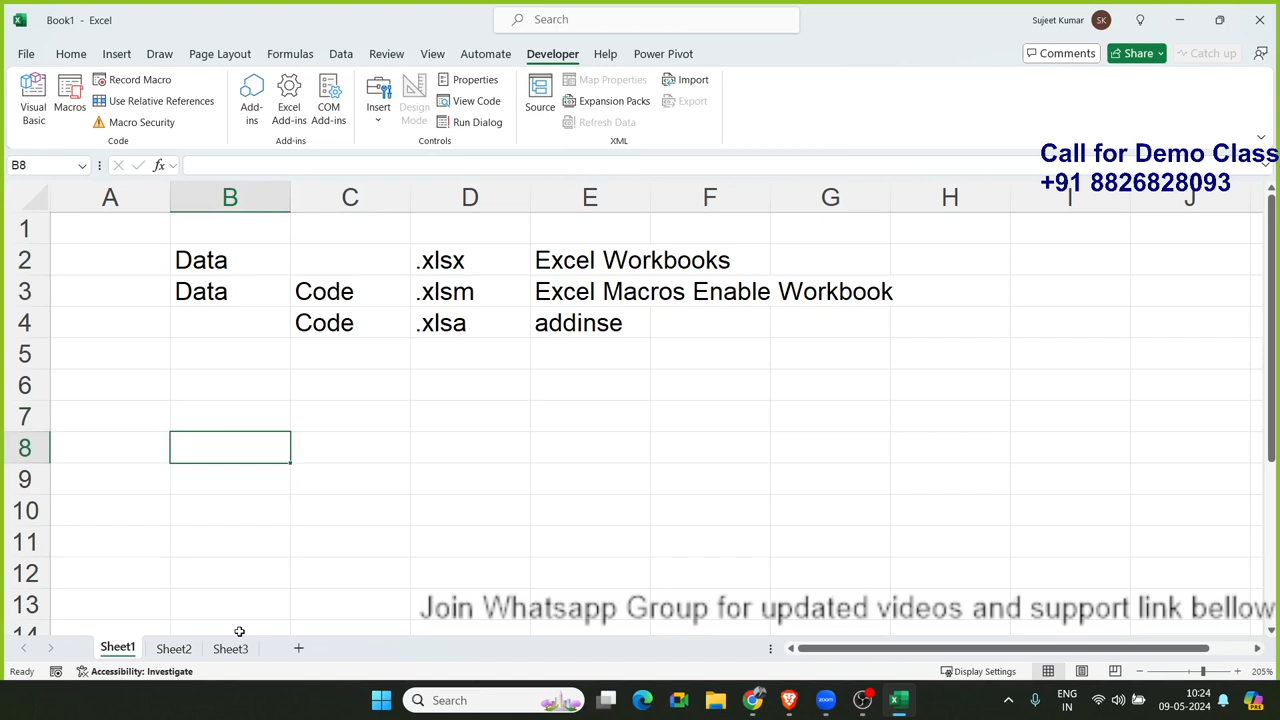 Book1 - Excel
Search
Sujeet Kumar
SK
File Home Insert Draw Page Layout Formulas Data Review View Automate Developer Help Power Pivot
Comments Share Catch up
Visual Basic
Macros
Record Macro
Use Relative References
Macro Security
Code
Add-ins
Excel Add-ins
COM Add-ins
Add-ins
Insert
Design Mode
Properties
View Code
Run Dialog
Controls
Source
Map Properties
Expansion Packs
Refresh Data
Import
Export
XML
Call for Demo Class
+91 8826828093
B8
fx
A B C D E F G H I J
1
2 Data .xlsx Excel Workbooks
3 Data Code .xlsm Excel Macros Enable Workbook
4 Code .xlsa addinse
5
6
7
8
9
10
11
12
13
14
Join Whatsapp Group for updated videos and support link bellow
Sheet1 Sheet2 Sheet3
Ready Accessibility: Investigate Display Settings 205%
Search
zoom
ENG
IN
10:24
09-05-2024
PRE